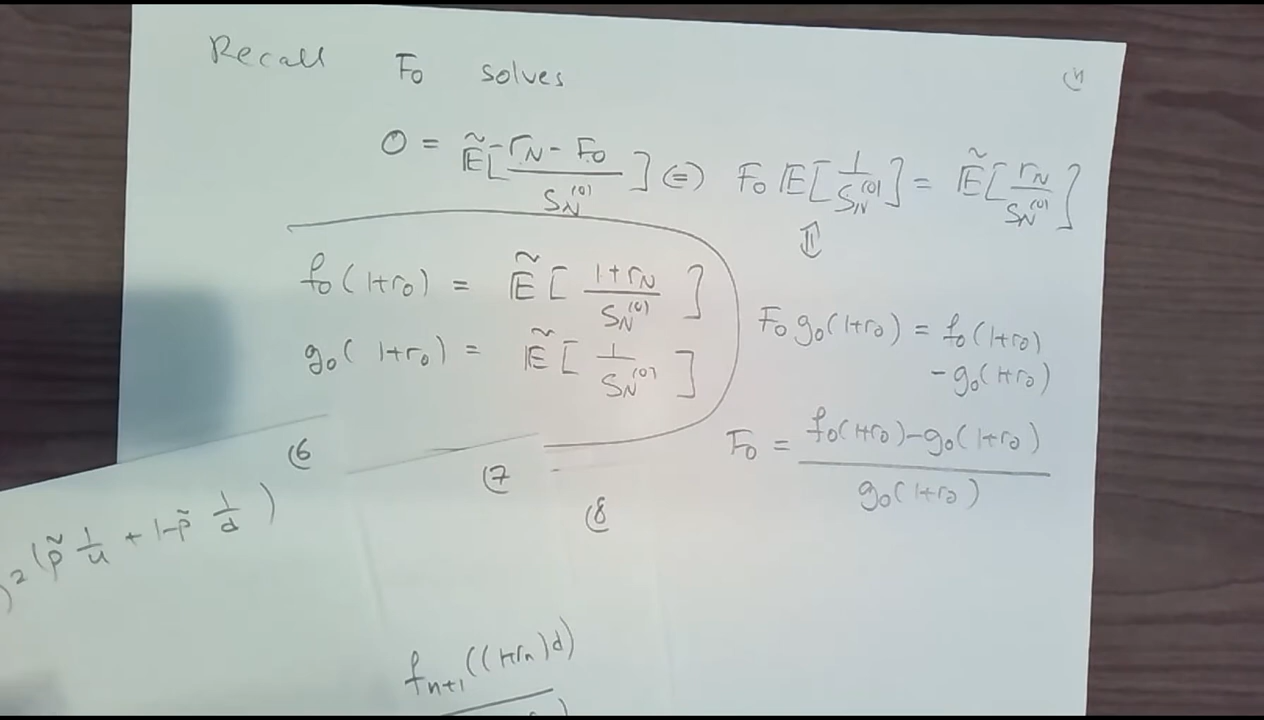 Recall F₀ solves
(4
0 = Ẽ[ (r_N - F₀) / S_N^(0) ] ⇔ F₀ 𝔼[ 1 / S_N^(0) ] = Ẽ[ r_N / S_N^(0) ]
⇕
f₀(1+r₀) = Ẽ[ (1+r_N) / S_N^(0) ]
g₀(1+r₀) = Ẽ[ 1 / S_N^(0) ]
F₀ g₀(1+r₀) = f₀(1+r₀)
- g₀(1+r₀)
F₀ = (f₀(1+r₀) - g₀(1+r₀)) / g₀(1+r₀)
(6
(7
(8
)² (p̃ 1/u + 1-p̃ 1/d )
f_{n+1}((1+r_n)d)